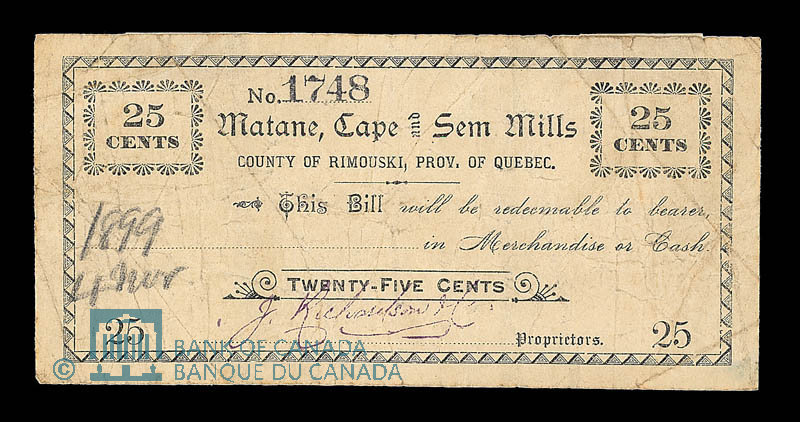 No. 1748
25 CENTS
25 CENTS
Matane, Cape and Sem Mills
COUNTY OF RIMOUSKI, PROV. OF QUEBEC.
This Bill will be redeemable to bearer,
in Merchandise or Cash.
1899
TWENTY-FIVE CENTS
J. Richardson
Proprietors.
25
25
BANK OF CANADA
© BANQUE DU CANADA